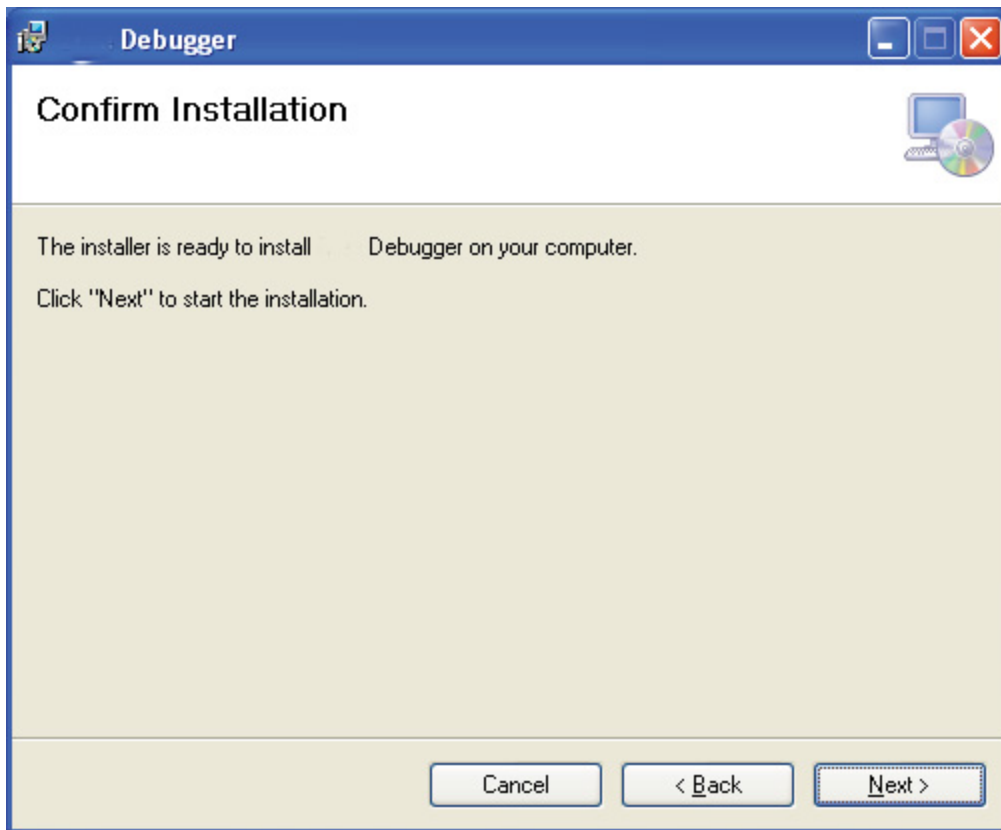 Debugger
Confirm Installation
The installer is ready to install Debugger on your computer.
Click "Next" to start the installation.
Cancel
< Back
Next >